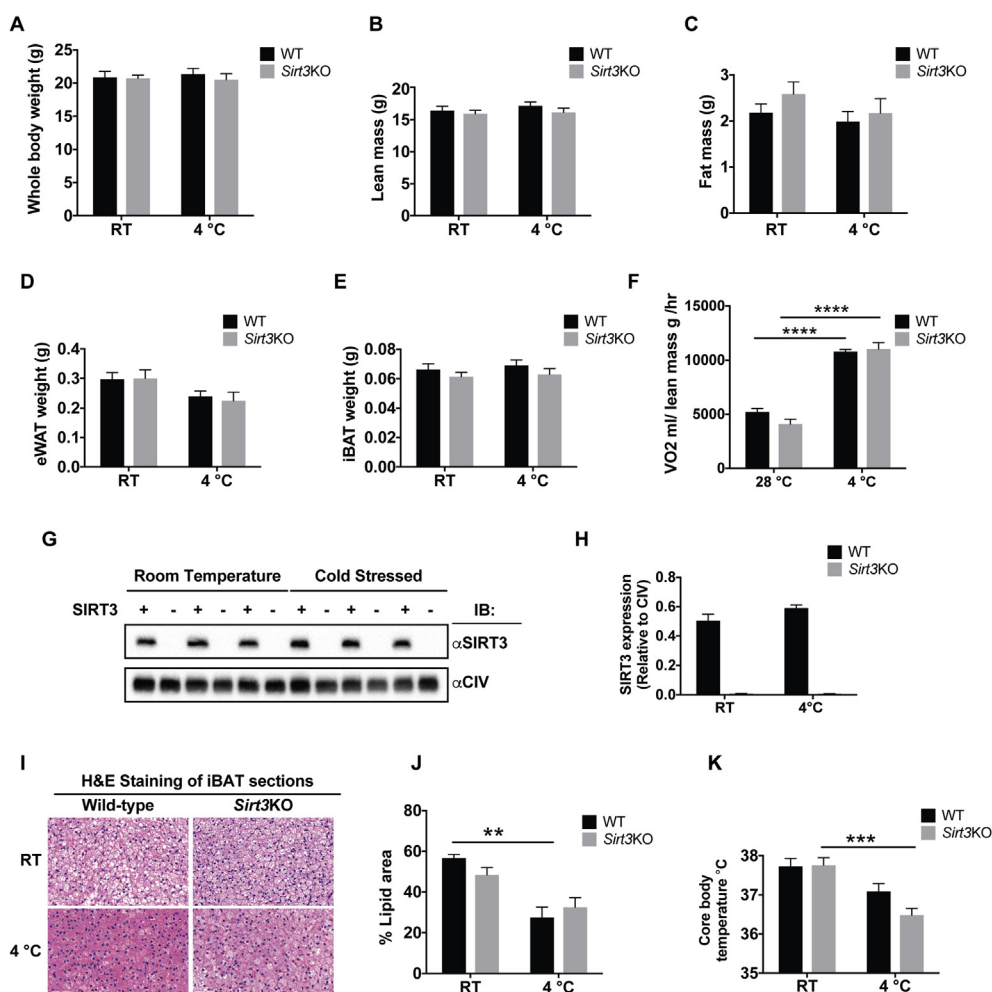 A
Whole body weight (g)
25
20
15
10
5
0
RT
4 °C
WT
Sirt3KO
B
Lean mass (g)
20
15
10
5
0
RT
4 °C
WT
Sirt3KO
C
Fat mass (g)
3
2
1
0
RT
4 °C
WT
Sirt3KO
D
eWAT weight (g)
0.4
0.3
0.2
0.1
0.0
RT
4 °C
WT
Sirt3KO
E
iBAT weight (g)
0.08
0.06
0.04
0.02
0.00
RT
4 °C
WT
Sirt3KO
F
VO2 ml/ lean mass g /hr
15000
10000
5000
0
****
****
28 °C
4 °C
WT
Sirt3KO
G
Room Temperature Cold Stressed
SIRT3 + - + - + - + - + - + - IB:
αSIRT3
αCIV
H
SIRT3 expression
(Relative to CIV)
0.8
0.6
0.4
0.2
0.0
RT
4°C
WT
Sirt3KO
I
H&E Staining of iBAT sections
Wild-type Sirt3KO
RT
4 °C
J
% Lipid area
80
60
40
20
0
**
RT
4 °C
WT
Sirt3KO
K
Core body
temperature °C
38
37
36
35
***
RT
4 °C
WT
Sirt3KO